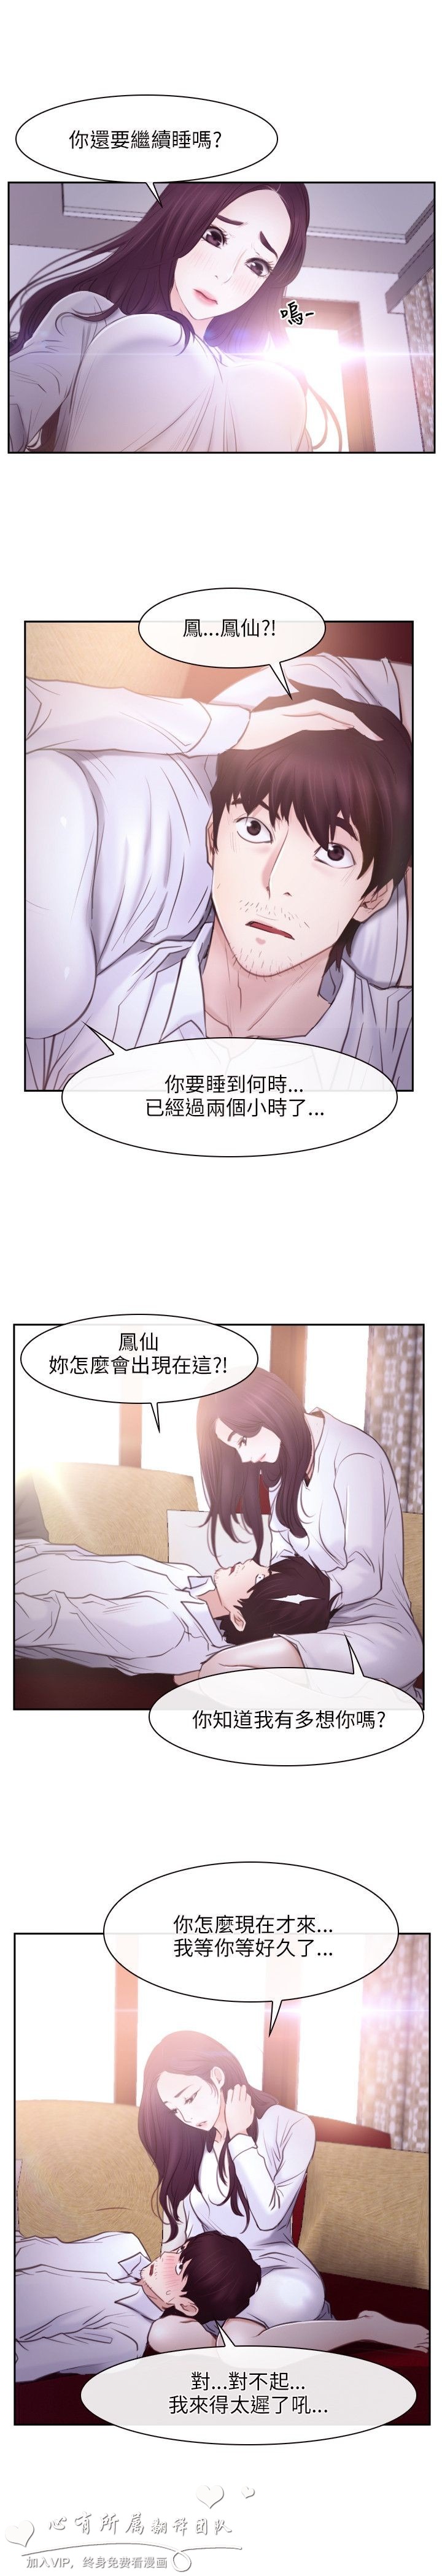 你還要繼續睡嗎?
嗚-
鳳...鳳仙?!
你要睡到何時...
已經過兩個小時了...
鳳仙
妳怎麼會出現在這?!
你知道我有多想你嗎?
你怎麼現在才來...
我等你等好久了...
對...對不起...
我來得太遲了吼...
心有所属翻译团队
加入VIP，终身免费看漫画